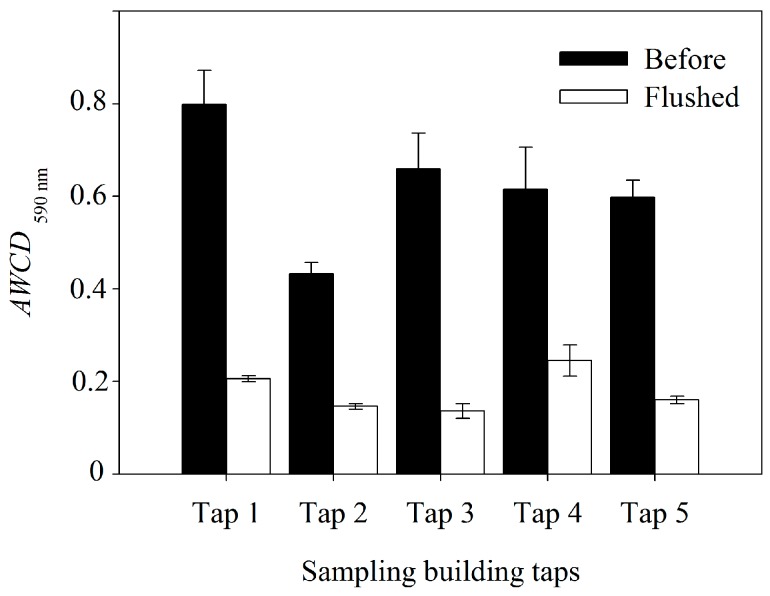 Before
Flushed
0.8
0.6
0.4
0.2
0
AWCD 590 nm
Tap 1 Tap 2 Tap 3 Tap 4 Tap 5
Sampling building taps